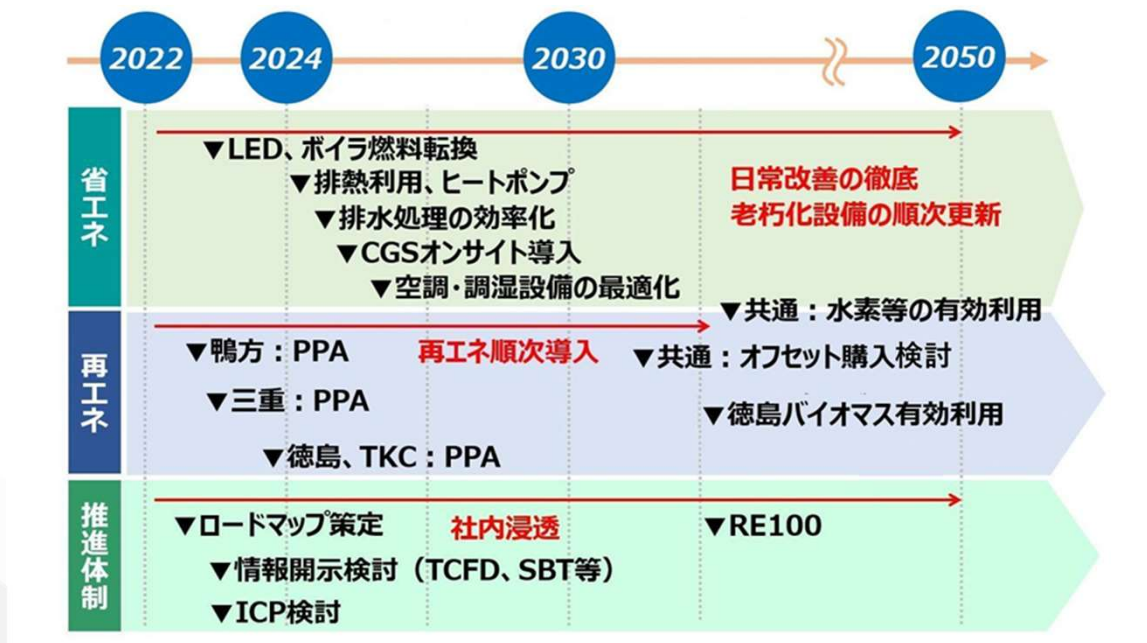 2022
2024
2030
2050
省エネ
▼LED、ボイラ燃料転換
▼排熱利用、ヒートポンプ
▼排水処理の効率化
▼CGSオンサイト導入
▼空調・調湿設備の最適化
日常改善の徹底
老朽化設備の順次更新
再エネ
▼共通：水素等の有効利用
▼鴨方：PPA
再エネ順次導入
▼共通：オフセット購入検討
▼三重：PPA
▼徳島バイオマス有効利用
▼徳島、TKC：PPA
推進体制
▼ロードマップ策定
社内浸透
▼RE100
▼情報開示検討（TCFD、SBT等）
▼ICP検討